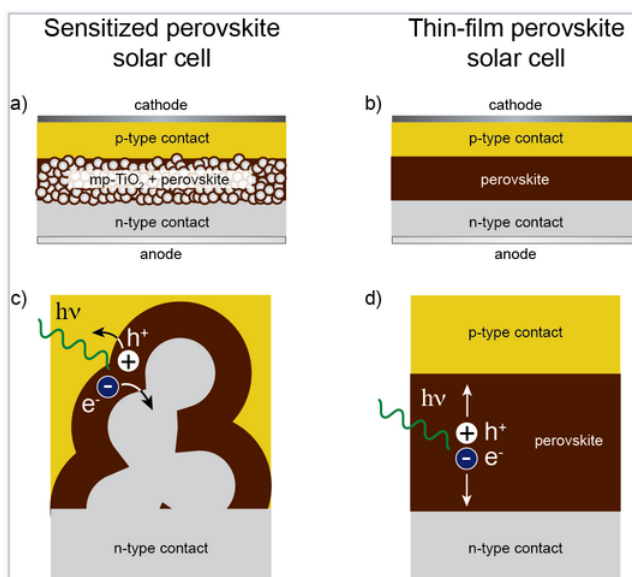 Sensitized perovskite
solar cell
Thin-film perovskite
solar cell
a)
cathode
p-type contact
mp-TiO₂ + perovskite
n-type contact
anode
b)
cathode
p-type contact
perovskite
n-type contact
anode
c)
hν
h⁺
+
-
e⁻
n-type contact
d)
p-type contact
hν
+
h⁺
-
e⁻
perovskite
n-type contact